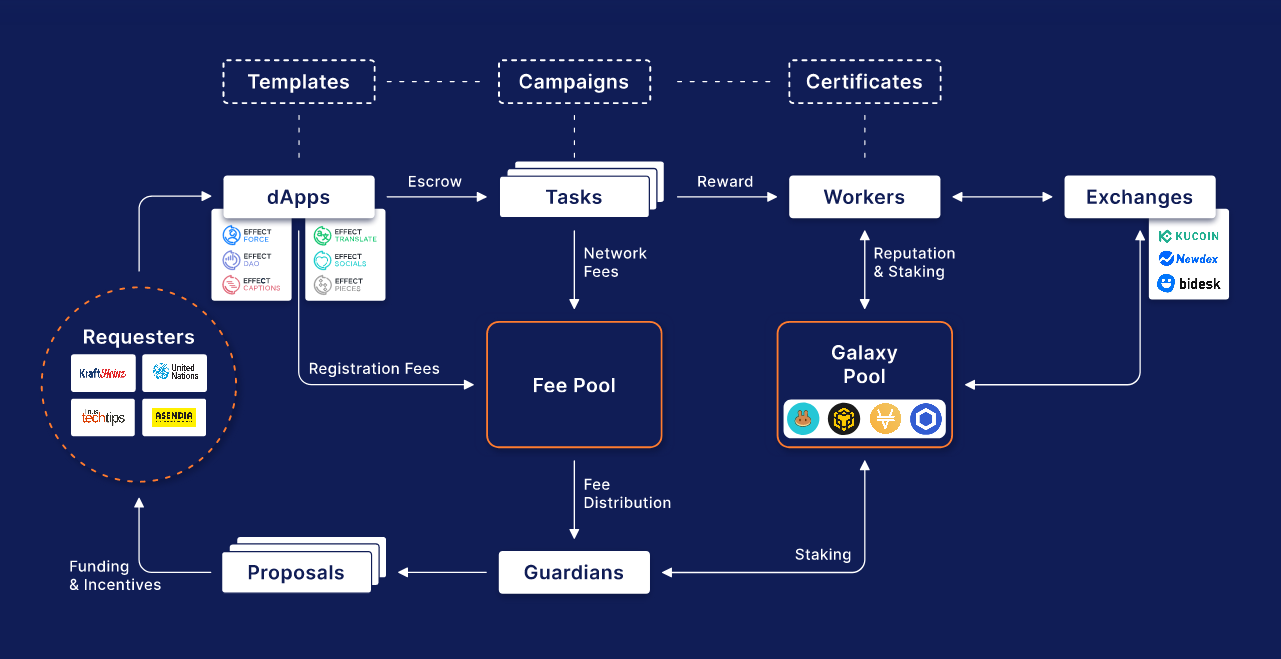 Templates
Campaigns
Certificates
dApps
Escrow
Tasks
Reward
Workers
Exchanges
EFFECT
FORCE
EFFECT
TRANSLATE
EFFECT
DAO
EFFECT
SOCIALS
EFFECT
CAPTIONS
EFFECT
PIECES
Network
Fees
Reputation
& Staking
KUCOIN
Newdex
bidesk
Requesters
KraftHeinz
United
Nations
Linus
techtips
ASENDIA
Registration Fees
Fee Pool
Galaxy
Pool
Fee
Distribution
Staking
Funding
& Incentives
Proposals
Guardians